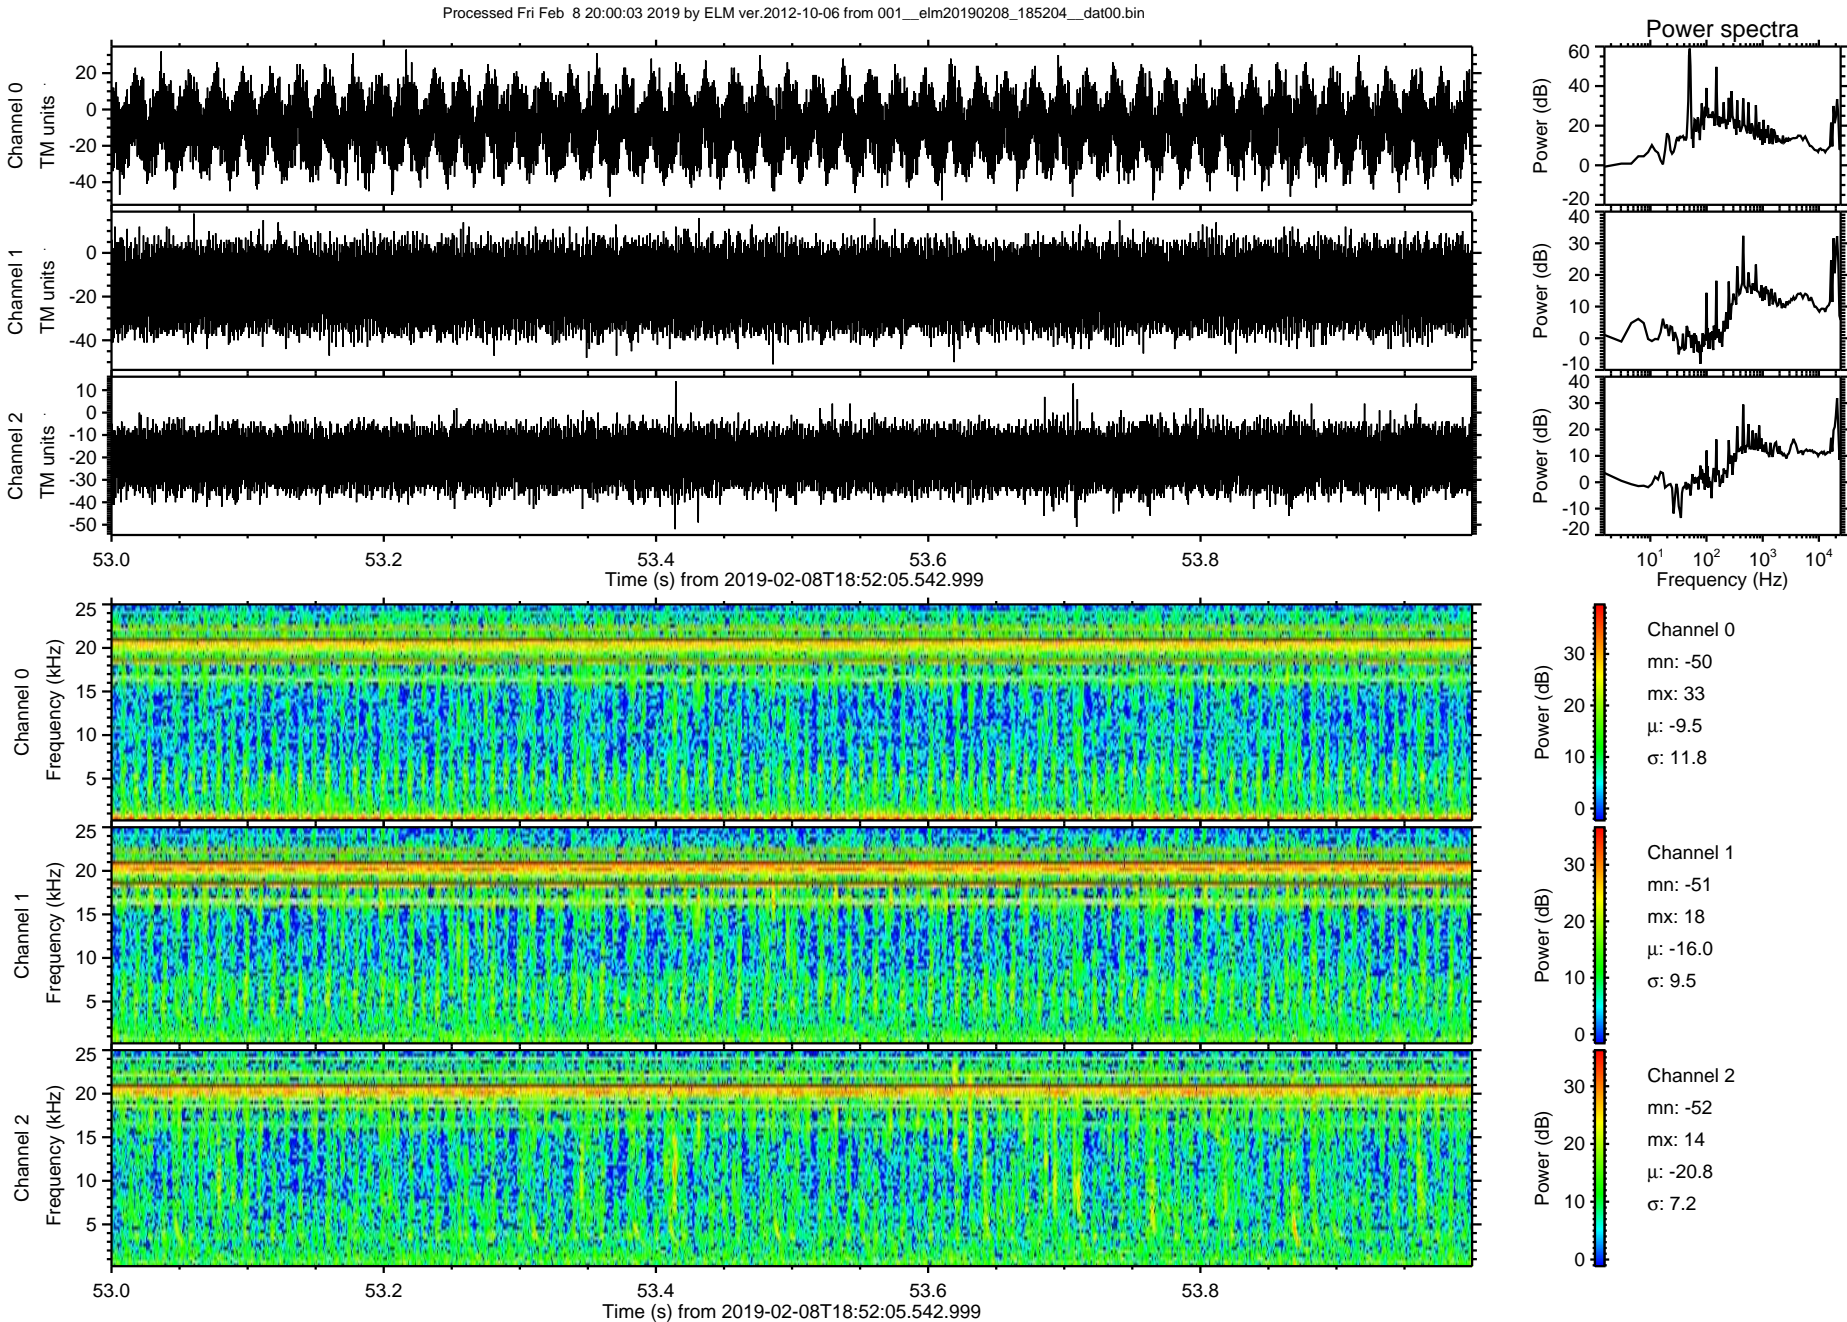 Processed Fri Feb  8 20:00:03 2019 by ELM ver.2012-10-06 from 001__elm20190208_185204__dat00.bin
Power spectra
Channel 0
TM units
20
0
-20
-40
Power (dB)
60
40
20
0
-20
Channel 1
TM units
0
-20
-40
Power (dB)
40
30
20
10
0
-10
Channel 2
TM units
10
0
-10
-20
-30
-40
-50
Power (dB)
40
30
20
10
0
-10
-20
53.0 53.2 53.4 53.6 53.8
Time (s) from 2019-02-08T18:52:05.542.999
10^1 10^2 10^3 10^4
Frequency (Hz)
Channel 0
Frequency (kHz)
25
20
15
10
5
Power (dB)
30
20
10
0
Channel 0
mn: -50
mx: 33
μ: -9.5
σ: 11.8
Channel 1
Frequency (kHz)
25
20
15
10
5
Power (dB)
30
20
10
0
Channel 1
mn: -51
mx: 18
μ: -16.0
σ: 9.5
Channel 2
Frequency (kHz)
25
20
15
10
5
Power (dB)
30
20
10
0
Channel 2
mn: -52
mx: 14
μ: -20.8
σ: 7.2
53.0 53.2 53.4 53.6 53.8
Time (s) from 2019-02-08T18:52:05.542.999